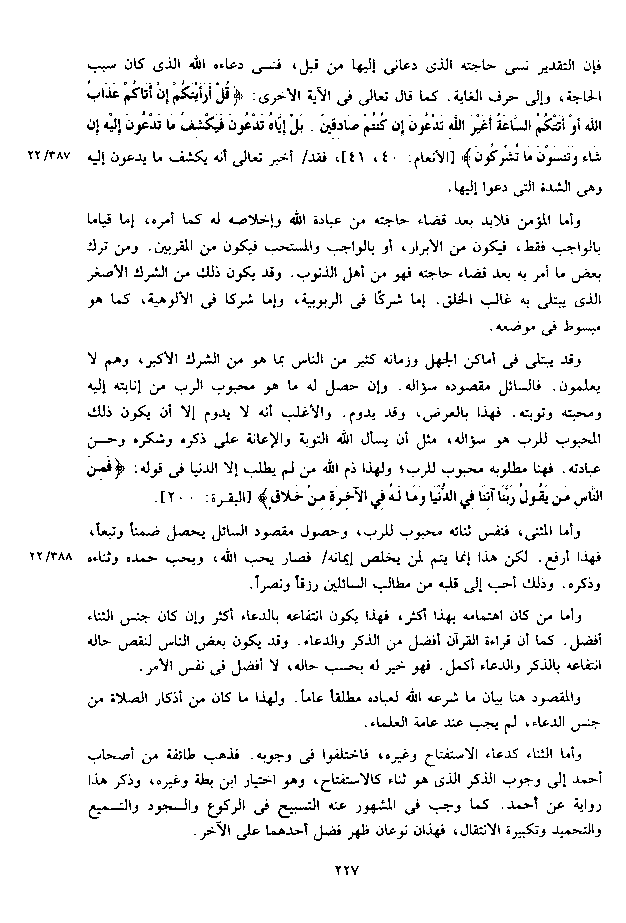 فإن التقدير نسى حاجته الذى دعانى إليها من قبل، فنسى دعاءه الله الذى كان سبب
الحاجة، وإلى حرف الغاية. كما قال تعالى فى الآية الأخرى: ﴿قُلْ أَرَأَيْتَكُمْ إِنْ أَتَاكُمْ عَذَابُ
اللَّهِ أَوْ أَتَتْكُمُ السَّاعَةُ أَغَيْرَ اللَّهِ تَدْعُونَ إِن كُنتُمْ صَادِقِينَ . بَلْ إِيَّاهُ تَدْعُونَ فَيَكْشِفُ مَا تَدْعُونَ إِلَيْهِ إِن
شَاءَ وَتَنسَوْنَ مَا تُشْرِكُونَ﴾ [الأنعام: ٤٠، ٤١]، فقد/ أخبر تعالى أنه يكشف ما يدعون إليه ٢٢/٣٨٧
وهى الشدة التى دعوا إليها.
وأما المؤمن فلابد بعد قضاء حاجته من عبادة الله وإخلاصه له كما أمره، إما قياما
بالواجب فقط، فيكون من الأبرار، أو بالواجب والمستحب فيكون من المقربين. ومن ترك
بعض ما أمر به بعد قضاء حاجته فهو من أهل الذنوب. وقد يكون ذلك من الشرك الأصغر
الذى يبتلى به غالب الخلق. إما شركًا فى الربوبية، وإما شركا فى الألوهية، كما هو
مبسوط فى موضعه.
وقد يبتلى فى أماكن الجهل وزمانه كثير من الناس بما هو من الشرك الأكبر، وهم لا
يعلمون. فالسائل مقصوده سؤاله. وإن حصل له ما هو محبوب الرب من إنابته إليه
ومحبته وتوبته. فهذا بالعرض، وقد يدوم. والأغلب أنه لا يدوم إلا أن يكون ذلك
المحبوب للرب هو سؤاله، مثل أن يسأل الله التوبة والإعانة على ذكره وشكره وحسن
عبادته. فهنا مطلوبه محبوب للرب؛ ولهذا ذم الله من لم يطلب إلا الدنيا فى قوله: ﴿فَمِنَ
النَّاسِ مَن يَقُولُ رَبَّنَا آتِنَا فِي الدُّنْيَا وَمَا لَهُ فِي الآخِرَةِ مِنْ خَلاقٍ﴾ [البقرة: ٢٠٠].
وأما المثنى، فنفس ثنائه محبوب للرب، وحصول مقصود السائل يحصل ضمناً وتبعاً،
فهذا أرفع. لكن هذا إنما يتم لمن يخلص إيمانه/ فصار يحب الله، ويحب حمده وثناءه ٢٢/٣٨٨
وذكره. وذلك أحب إلى قلبه من مطالب السائلين رزقاً ونصراً.
وأما من كان اهتمامه بهذا أكثر، فهذا يكون انتفاعه بالدعاء أكثر وإن كان جنس الثناء
أفضل. كما أن قراءة القرآن أفضل من الذكر والدعاء. وقد يكون بعض الناس لنقص حاله
انتفاعه بالذكر والدعاء أكمل. فهو خير له بحسب حاله، لا أفضل فى نفس الأمر.
والمقصود هنا بيان ما شرعه الله لعباده مطلقاً عاماً. ولهذا ما كان من أذكار الصلاة من
جنس الدعاء، لم يجب عند عامة العلماء.
وأما الثناء كدعاء الاستفتاح وغيره، فاختلفوا فى وجوبه. فذهب طائفة من أصحاب
أحمد إلى وجوب الذكر الذى هو ثناء كالاستفتاح، وهو اختيار ابن بطة وغيره، وذكر هذا
رواية عن أحمد. كما وجب فى المشهور عنه التسبيح فى الركوع والسجود والتسميع
والتحميد وتكبيرة الانتقال، فهذان نوعان ظهر فضل أحدهما على الآخر.
٢٢٧